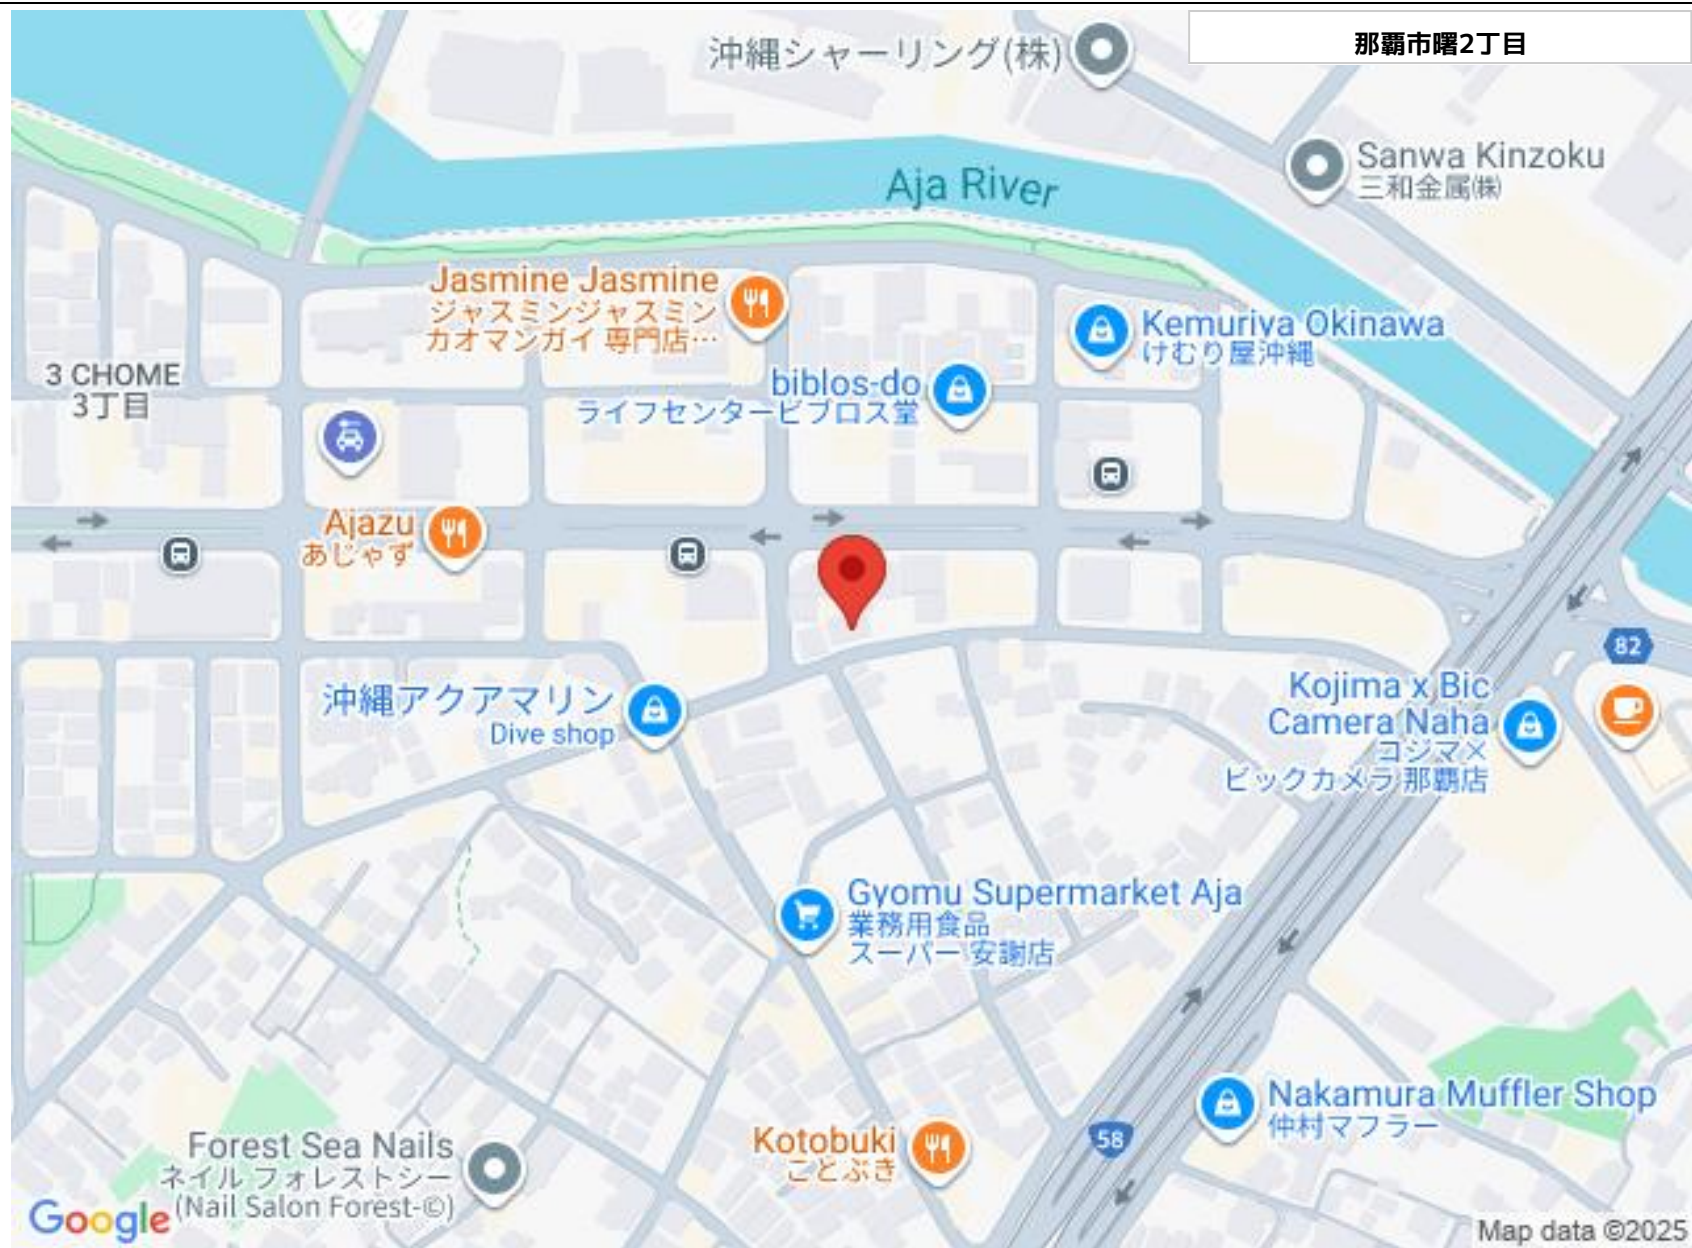 那覇市曙2丁目
沖縄シャーリング(株)
Sanwa Kinzoku
三和金属㈱
Aja River
Jasmine Jasmine
ジャスミンジャスミン
カオマンガイ 専門店…
Kemuriya Okinawa
けむり屋沖縄
3 CHOME
3丁目
biblos-do
ライフセンタービブロス堂
Ajazu
あじゃず
82
沖縄アクアマリン
Dive shop
Kojima x Bic
Camera Naha
コジマ×
ビックカメラ 那覇店
Gyomu Supermarket Aja
業務用食品
スーパー 安謝店
Nakamura Muffler Shop
仲村マフラー
58
Kotobuki
ことぶき
Forest Sea Nails
ネイル フォレストシー
(Nail Salon Forest-©)
Google
Map data ©2025